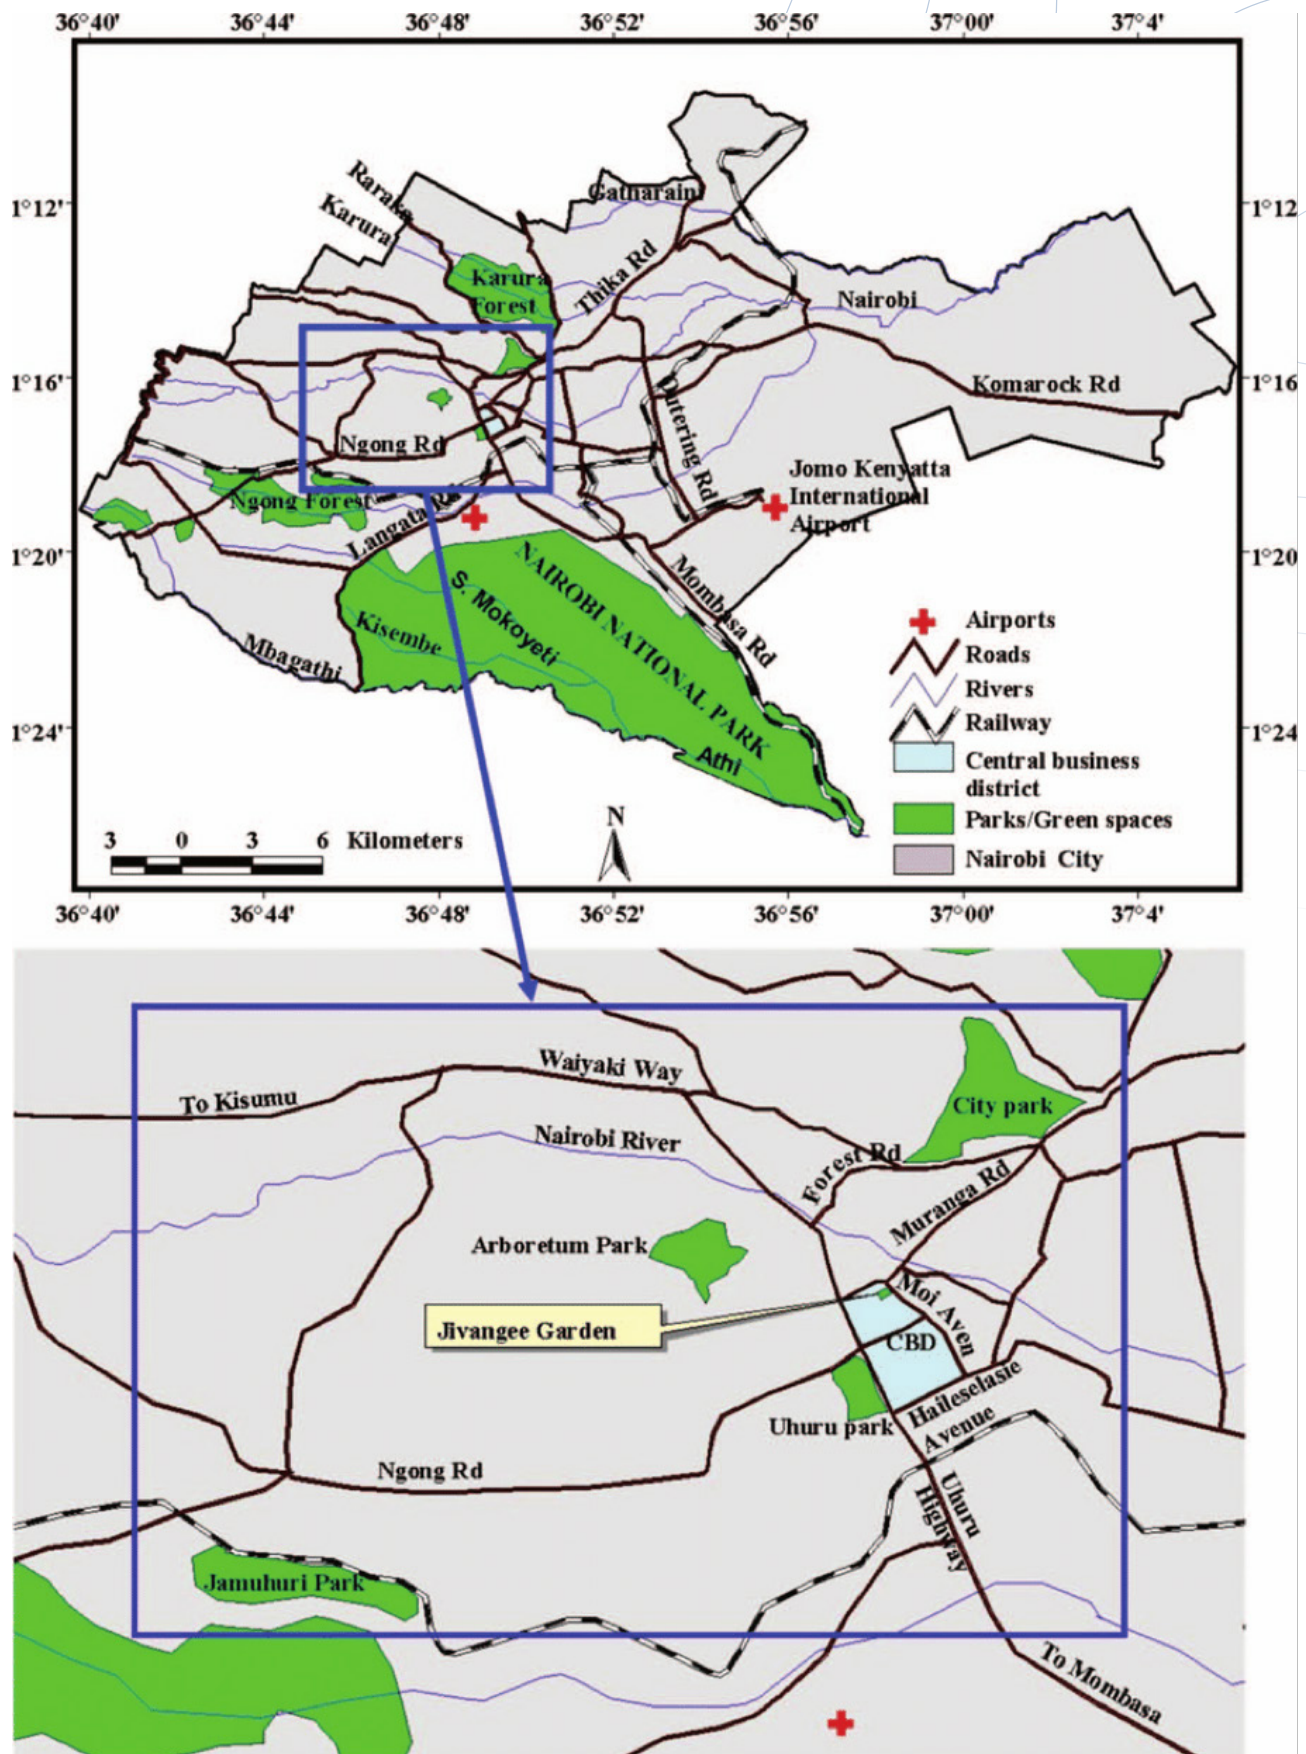 36°40' 36°44' 36°48' 36°52' 36°56' 37°00' 37°4'
Raraka
Karura
Gatharain
1°12' 1°12
Karura
Forest
Thika Rd
Nairobi
1°16' 1°16
Komarock Rd
Outering Rd
Ngong Rd
Jomo Kenyatta
International
Airport
Ngong Forest
Langata Rd
1°20' 1°20
NAIROBI NATIONAL PARK
S. Mokoyeti
Kisembe
Mbagathi
Mombasa Rd
Athi
1°24' 1°24
Airports
Roads
Rivers
Railway
Central business
district
Parks/Green spaces
Nairobi City
3 0 3 6 Kilometers
N
36°40' 36°44' 36°48' 36°52' 36°56' 37°00' 37°4'
Waiyaki Way
To Kisumu
City park
Nairobi River
Forest Rd
Muranga Rd
Arboretum Park
Moi Aven
Jivangee Garden
CBD
Haileselasie
Avenue
Uhuru park
Ngong Rd
Uhuru
Highway
Jamuhuri Park
To Mombasa